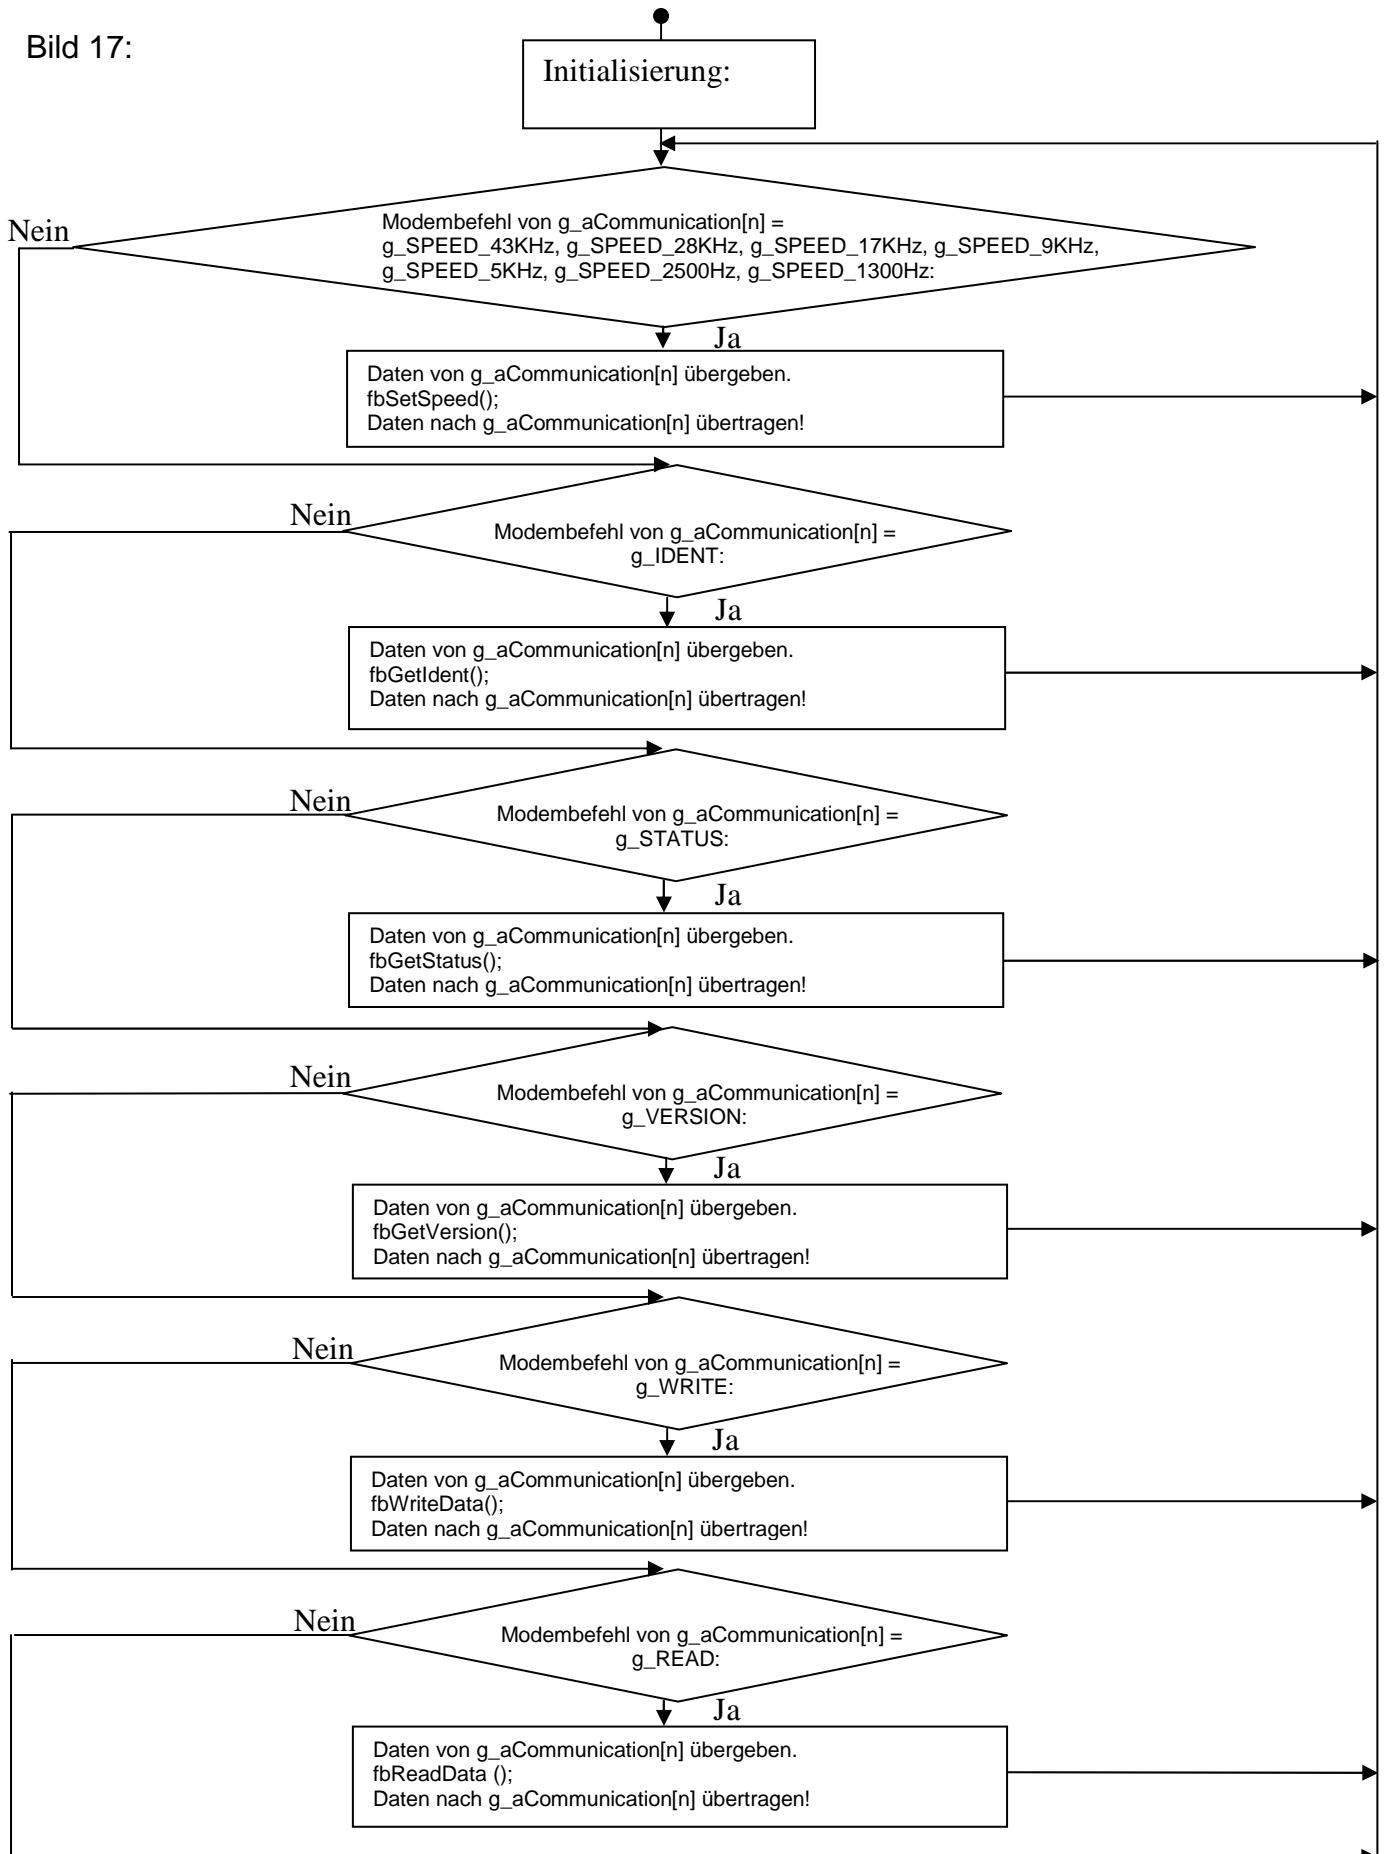 Bild 17:
Initialisierung:
Nein
Modembefehl von g_aCommunication[n] =
g_SPEED_43KHz, g_SPEED_28KHz, g_SPEED_17KHz, g_SPEED_9KHz,
g_SPEED_5KHz, g_SPEED_2500Hz, g_SPEED_1300Hz:
Ja
Daten von g_aCommunication[n] übergeben.
fbSetSpeed();
Daten nach g_aCommunication[n] übertragen!
Nein
Modembefehl von g_aCommunication[n] =
g_IDENT:
Ja
Daten von g_aCommunication[n] übergeben.
fbGetIdent();
Daten nach g_aCommunication[n] übertragen!
Nein
Modembefehl von g_aCommunication[n] =
g_STATUS:
Ja
Daten von g_aCommunication[n] übergeben.
fbGetStatus();
Daten nach g_aCommunication[n] übertragen!
Nein
Modembefehl von g_aCommunication[n] =
g_VERSION:
Ja
Daten von g_aCommunication[n] übergeben.
fbGetVersion();
Daten nach g_aCommunication[n] übertragen!
Nein
Modembefehl von g_aCommunication[n] =
g_WRITE:
Ja
Daten von g_aCommunication[n] übergeben.
fbWriteData();
Daten nach g_aCommunication[n] übertragen!
Nein
Modembefehl von g_aCommunication[n] =
g_READ:
Ja
Daten von g_aCommunication[n] übergeben.
fbReadData ();
Daten nach g_aCommunication[n] übertragen!